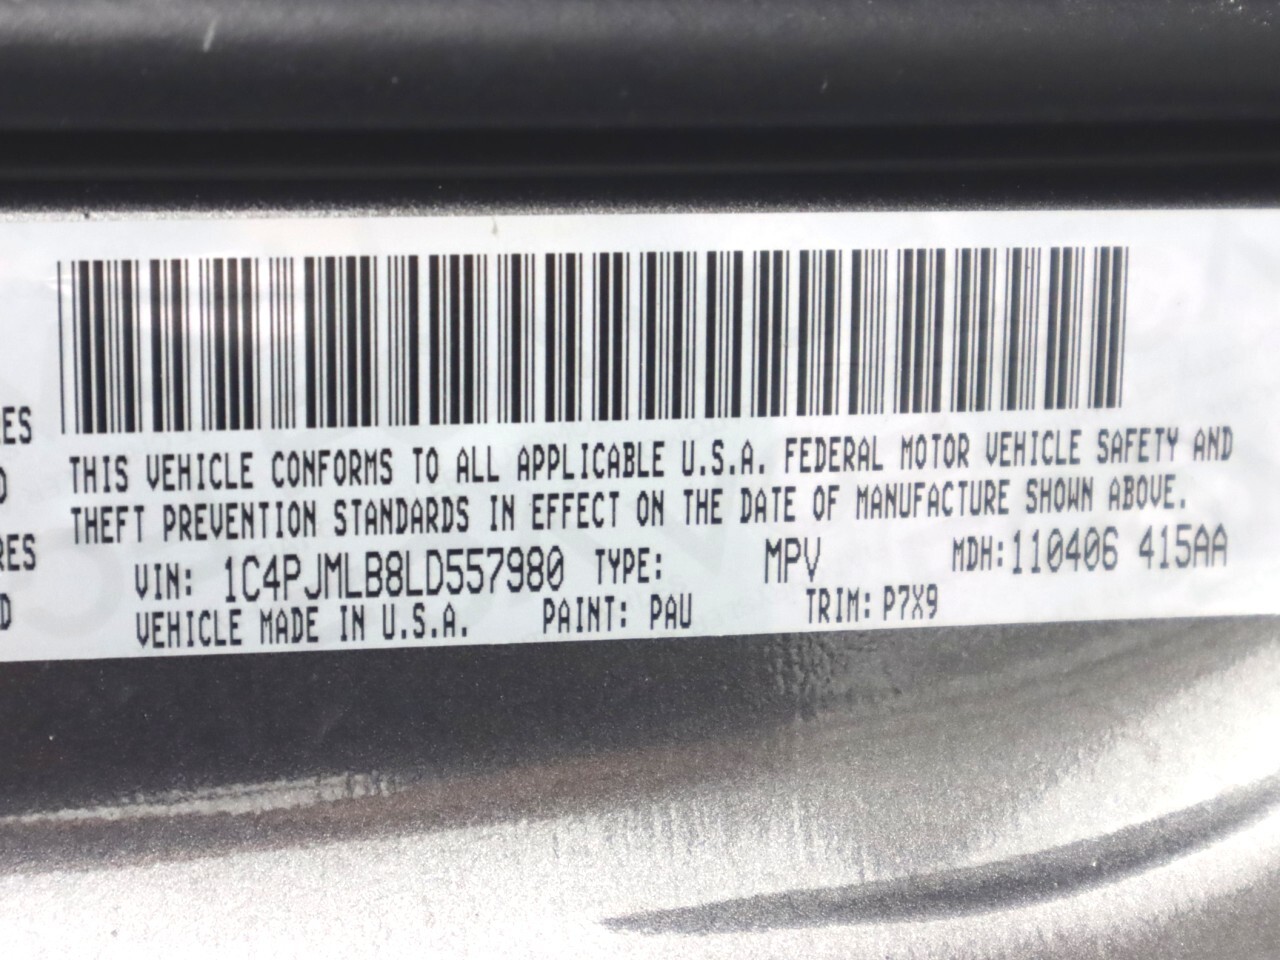 THIS VEHICLE CONFORMS TO ALL APPLICABLE U.S.A. FEDERAL MOTOR VEHICLE SAFETY AND
THEFT PREVENTION STANDARDS IN EFFECT ON THE DATE OF MANUFACTURE SHOWN ABOVE.
VIN: 1C4PJMLB8LD557980 TYPE: MPV MDH:110406 415AA
VEHICLE MADE IN U.S.A. PAINT: PAU TRIM: P7X9